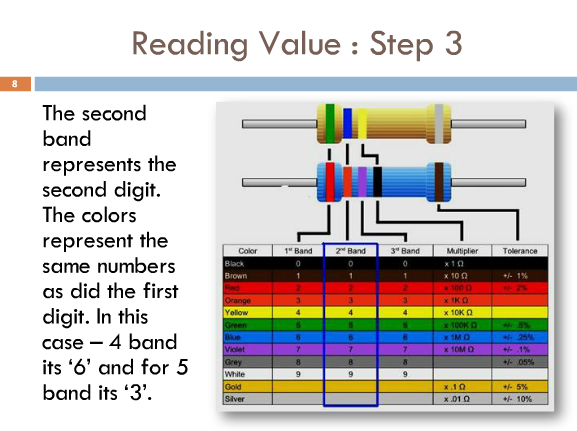 Reading Value : Step 3
8
The second
band
represents the
second digit.
The colors
represent the
same numbers
as did the first
digit. In this
case – 4 band
its ‘6’ and for 5
band its ‘3’.
Color 1st Band 2nd Band 3rd Band Multiplier Tolerance
Black 0 0 0 x 1 Ω
Brown 1 1 1 x 10 Ω +/- 1%
Red 2 2 2 x 100 Ω +/- 2%
Orange 3 3 3 x 1K Ω
Yellow 4 4 4 x 10K Ω
Green 5 5 5 x 100K Ω +/- .5%
Blue 6 6 6 x 1M Ω +/- .25%
Violet 7 7 7 x 10M Ω +/- .1%
Grey 8 8 8 +/- .05%
White 9 9 9
Gold x .1 Ω +/- 5%
Silver x .01 Ω +/- 10%